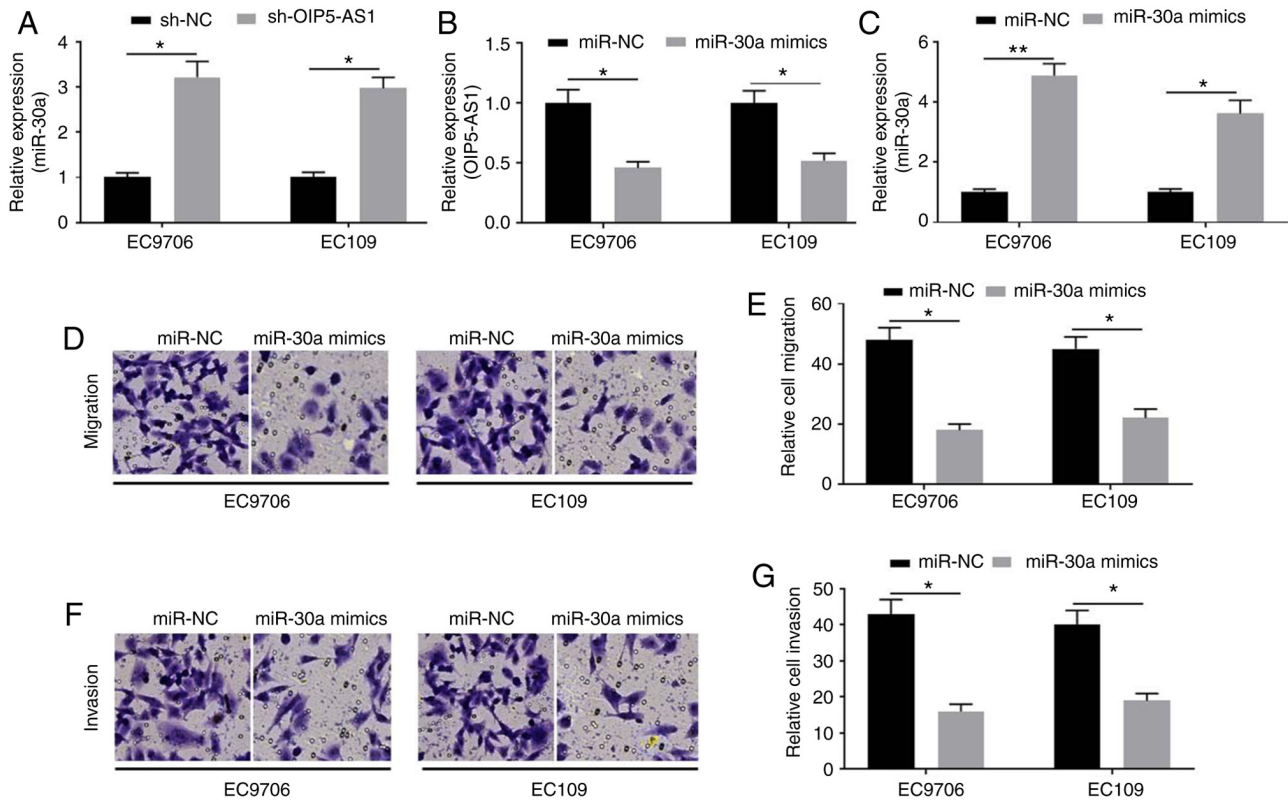 A
sh-NC sh-OIP5-AS1
Relative expression
(miR-30a)
4
3
2
1
0
*
*
EC9706 EC109
B
miR-NC miR-30a mimics
Relative expression
(OIP5-AS1)
1.5
1.0
0.5
0.0
*
*
EC9706 EC109
C
miR-NC miR-30a mimics
Relative expression
(miR-30a)
6
4
2
0
**
*
EC9706 EC109
D
miR-NC miR-30a mimics miR-NC miR-30a mimics
Migration
EC9706 EC109
E
miR-NC miR-30a mimics
Relative cell migration
60
40
20
0
*
*
EC9706 EC109
F
miR-NC miR-30a mimics miR-NC miR-30a mimics
Invasion
EC9706 EC109
G
miR-NC miR-30a mimics
Relative cell invasion
50
40
30
20
10
0
*
*
EC9706 EC109